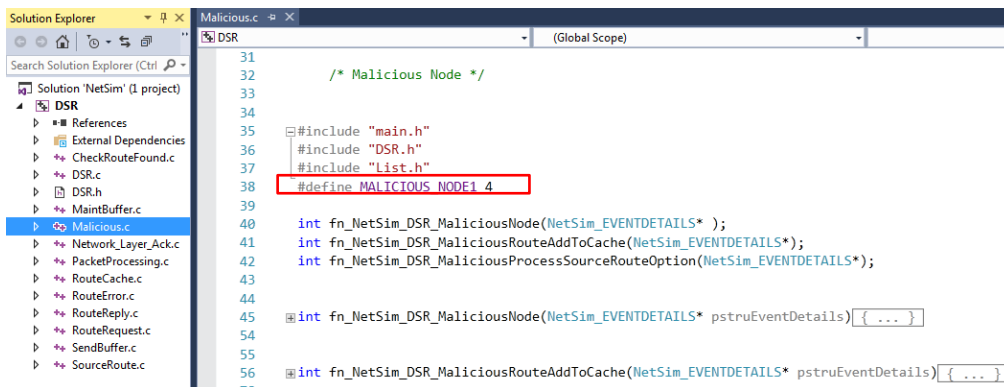 Solution Explorer
Search Solution Explorer (Ctrl
Solution 'NetSim' (1 project)
DSR
References
External Dependencies
CheckRouteFound.c
DSR.c
DSR.h
MaintBuffer.c
Malicious.c
Network_Layer_Ack.c
PacketProcessing.c
RouteCache.c
RouteError.c
RouteReply.c
RouteRequest.c
SendBuffer.c
SourceRoute.c
Malicious.c
DSR (Global Scope)
31
32 /* Malicious Node */
33
34
35 #include "main.h"
36 #include "DSR.h"
37 #include "List.h"
38 #define MALICIOUS_NODE1 4
39
40 int fn_NetSim_DSR_MaliciousNode(NetSim_EVENTDETAILS* );
41 int fn_NetSim_DSR_MaliciousRouteAddToCache(NetSim_EVENTDETAILS*);
42 int fn_NetSim_DSR_MaliciousProcessSourceRouteOption(NetSim_EVENTDETAILS*);
43
44
45 int fn_NetSim_DSR_MaliciousNode(NetSim_EVENTDETAILS* pstruEventDetails){ ... }
54
55
56 int fn_NetSim_DSR_MaliciousRouteAddToCache(NetSim_EVENTDETAILS* pstruEventDetails){ ... }